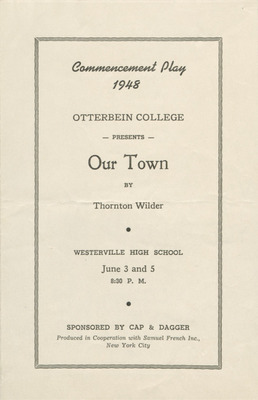 Commencement Play
1948
OTTERBEIN COLLEGE
— PRESENTS —
Our Town
BY
Thornton Wilder
•
WESTERVILLE HIGH SCHOOL
June 3 and 5
8:30 P. M.
•
SPONSORED BY CAP & DAGGER
Produced in Cooperation with Samuel French Inc.,
New York City